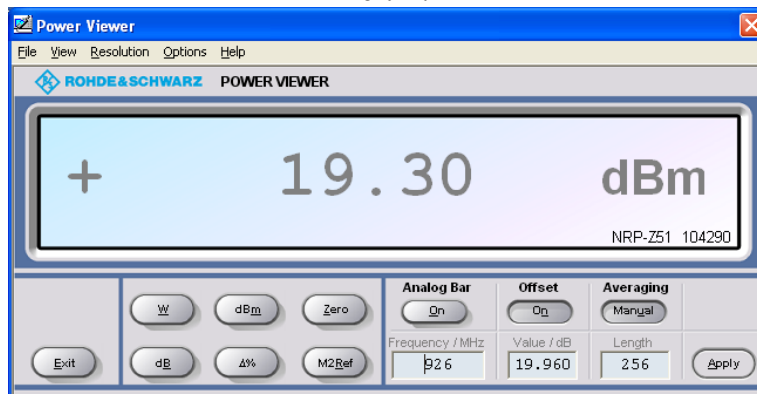 Power Viewer
File View Resolution Options Help
ROHDE&SCHWARZ POWER VIEWER
+ 19.30 dBm
NRP-Z51 104290
Analog Bar Offset Averaging
W dBm Zero On On Manual
Frequency / MHz Value / dB Length
Exit dB Δ% M2Ref 926 19.960 256 Apply